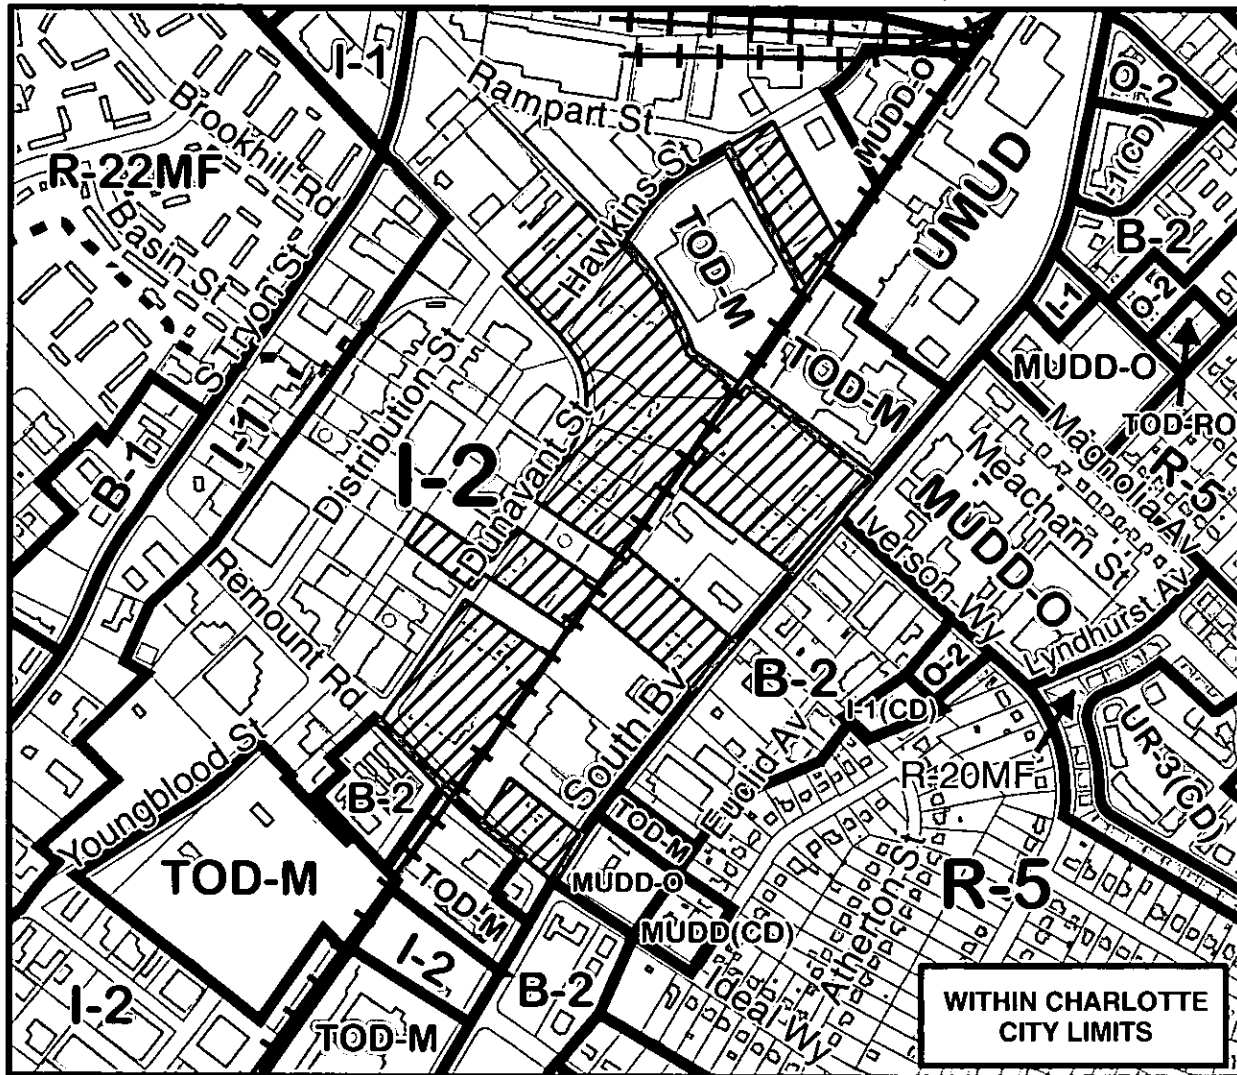 I-1
Rampart St
MUDD-O
O-2
I-1(CD)
Brookhill Rd
R-22MF
Hawkins St
UMUD
Basin St
TOD-M
B-2
S Tryon St
I-1
O-2
Distribution St
TOD-M
MUDD-O
TOD-RO
Magnolia Av
R-5
B-1
I-1
I-2
Dunavant St
Meacham St
MUDD-O
Iverson Wy
Remount Rd
Lyndhurst Av
B-2
O-2
I-1(CD)
South Bv
UR-3(CD)
Youngblood St
R-20MF
Euclid Av
B-2
TOD-M
TOD-M
TOD-M
MUDD-O
Atherton St
R-5
MUDD(CD)
I-2
B-2
Ideal Wy
I-2
TOD-M
WITHIN CHARLOTTE
CITY LIMITS